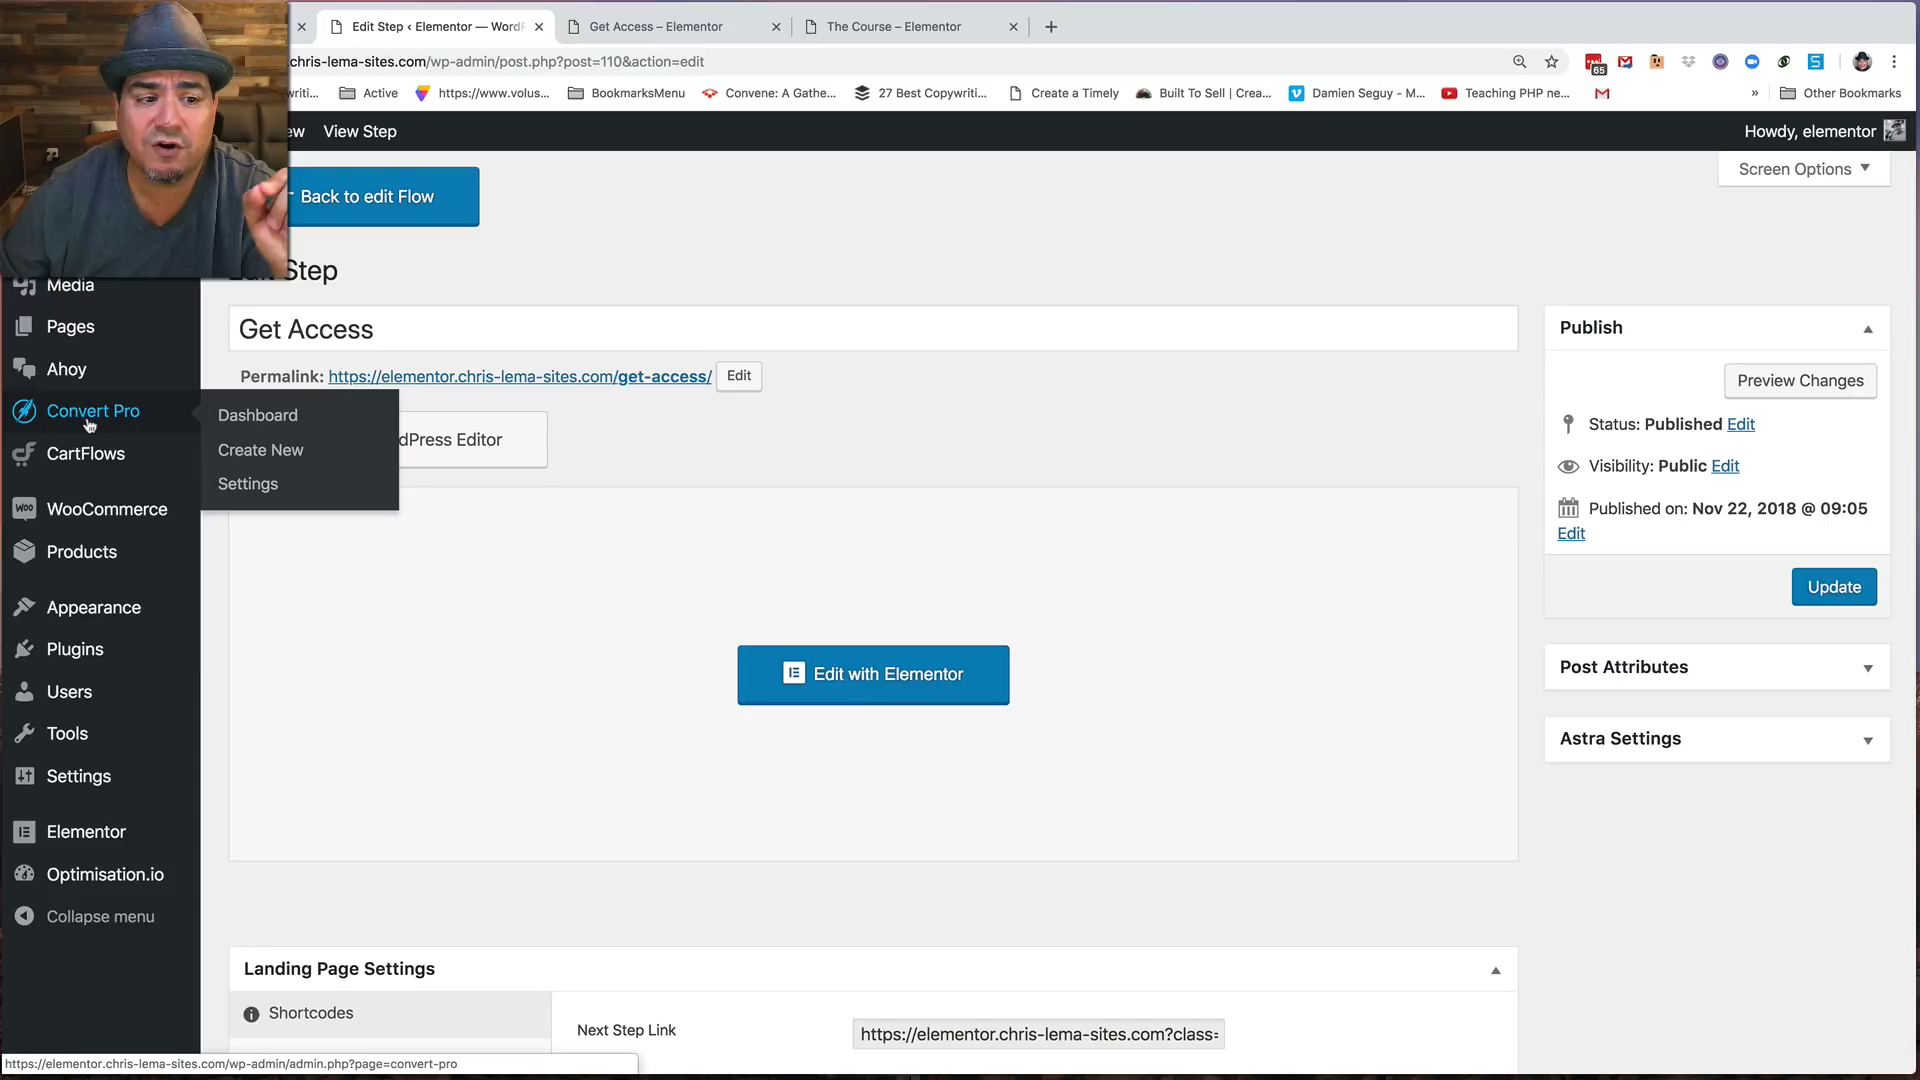 Edit Step ‹ Elementor — WordP
Get Access – Elementor
The Course – Elementor
chris-lema-sites.com/wp-admin/post.php?post=110&action=edit
65
writi...
Active
https://www.volus...
BookmarksMenu
Convene: A Gathe...
27 Best Copywriti...
Create a Timely
Built To Sell | Crea...
Damien Seguy - M...
Teaching PHP ne...
»
Other Bookmarks
ew
View Step
Howdy, elementor
Screen Options
Back to edit Flow
Step
Media
Pages
Ahoy
Convert Pro
CartFlows
WooCommerce
Products
Appearance
Plugins
Users
Tools
Settings
Elementor
Optimisation.io
Collapse menu
Dashboard
Create New
Settings
Get Access
Permalink: https://elementor.chris-lema-sites.com/get-access/
Edit
dPress Editor
Edit with Elementor
Publish
Preview Changes
Status: Published Edit
Visibility: Public Edit
Published on: Nov 22, 2018 @ 09:05
Edit
Update
Post Attributes
Astra Settings
Landing Page Settings
Shortcodes
Next Step Link
https://elementor.chris-lema-sites.com?class=
https://elementor.chris-lema-sites.com/wp-admin/admin.php?page=convert-pro